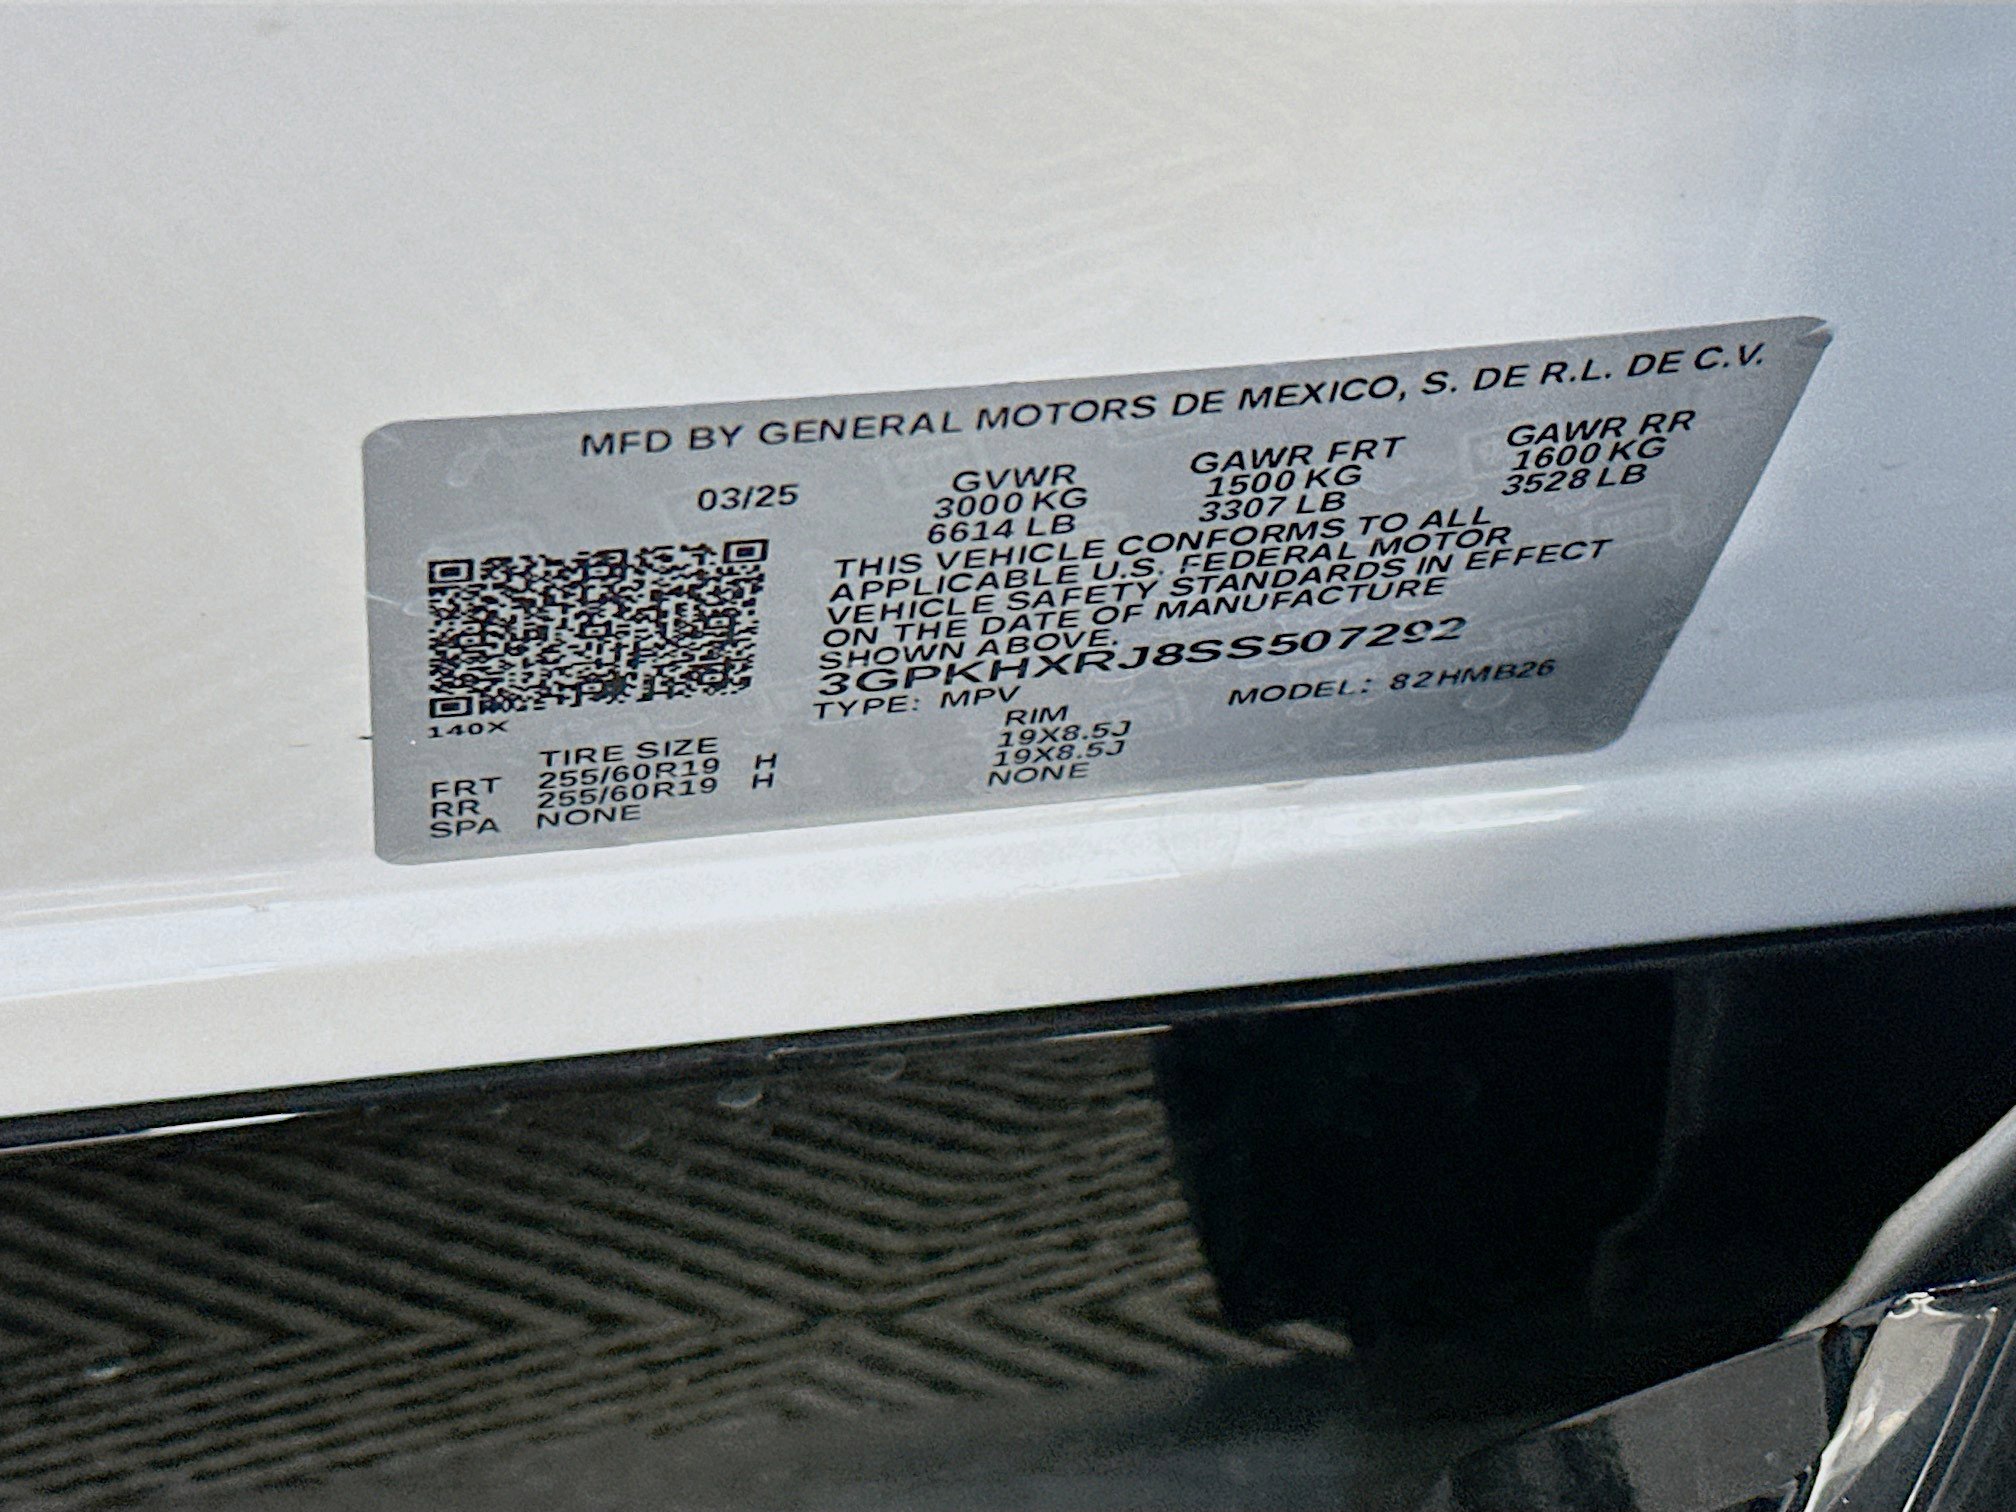 MFD BY GENERAL MOTORS DE MEXICO, S. DE R.L. DE C.V.
03/25 GVWR GAWR FRT GAWR RR
3000 KG 1500 KG 1600 KG
6614 LB 3307 LB 3528 LB
THIS VEHICLE CONFORMS TO ALL
APPLICABLE U.S. FEDERAL MOTOR
VEHICLE SAFETY STANDARDS IN EFFECT
ON THE DATE OF MANUFACTURE
SHOWN ABOVE.
3GPKHXRJ8SS507292
TYPE: MPV MODEL: 82HMB26
140X
TIRE SIZE RIM
FRT 255/60R19 H 19X8.5J
RR 255/60R19 H 19X8.5J
SPA NONE NONE